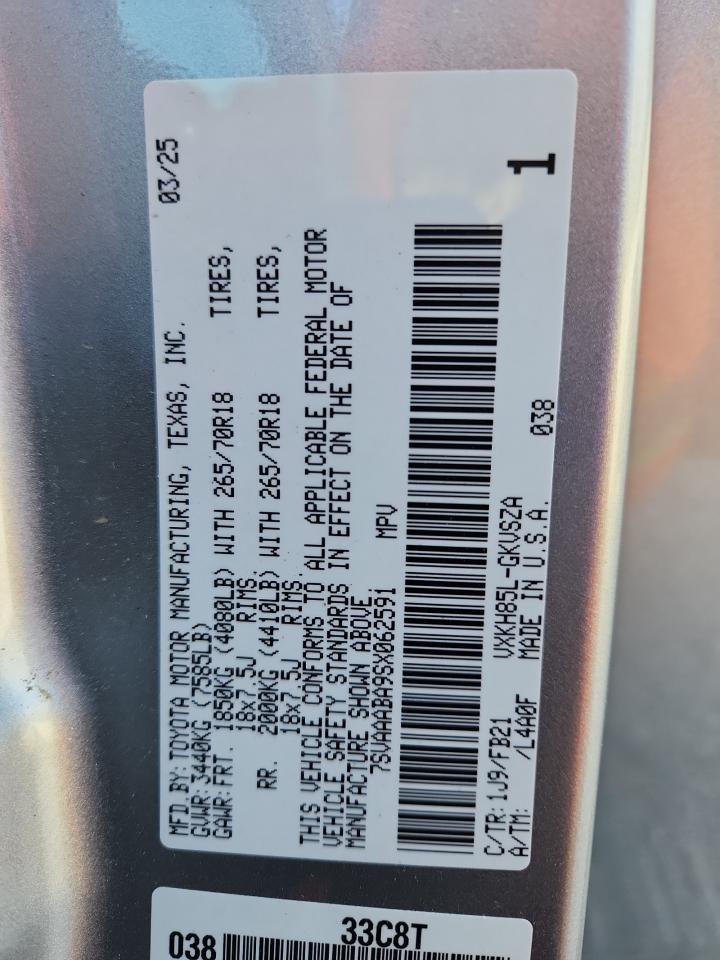 MFD.BY:TOYOTA MOTOR MANUFACTURING, TEXAS, INC. 03/25
GVWR:3440KG (7585LB)
GAWR:FRT. 1850KG (4080LB) WITH 265/70R18 TIRES,
18x7.5J RIMS.
RR. 2000KG (4410LB) WITH 265/70R18 TIRES,
18x7.5J RIMS.
THIS VEHICLE CONFORMS TO ALL APPLICABLE FEDERAL MOTOR
VEHICLE SAFETY STANDARDS IN EFFECT ON THE DATE OF
MANUFACTURE SHOWN ABOVE.
7SVAAABA9SX062591 MPV
C/TR:1J9/FB21 VXKH85L-GKVSZA
A/TM: /L4A0F MADE IN U.S.A. 038
1
33C8T
038